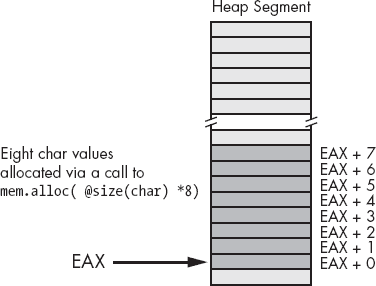 Heap Segment
Eight char values
allocated via a call to
mem.alloc( @size(char) *8)
EAX + 7
EAX + 6
EAX + 5
EAX + 4
EAX + 3
EAX + 2
EAX + 1
EAX + 0
EAX